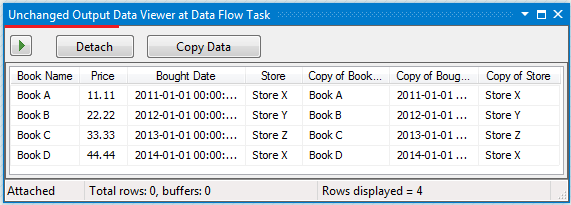 Unchanged Output Data Viewer at Data Flow Task
Detach Copy Data
Book Name Price Bought Date Store Copy of Book... Copy of Boug... Copy of Store
Book A 11.11 2011-01-01 00:00:... Store X Book A 2011-01-01 ... Store X
Book B 22.22 2012-01-01 00:00:... Store Y Book B 2012-01-01 ... Store Y
Book C 33.33 2013-01-01 00:00:... Store Z Book C 2013-01-01 ... Store Z
Book D 44.44 2014-01-01 00:00:... Store X Book D 2014-01-01 ... Store X
Attached Total rows: 0, buffers: 0 Rows displayed = 4